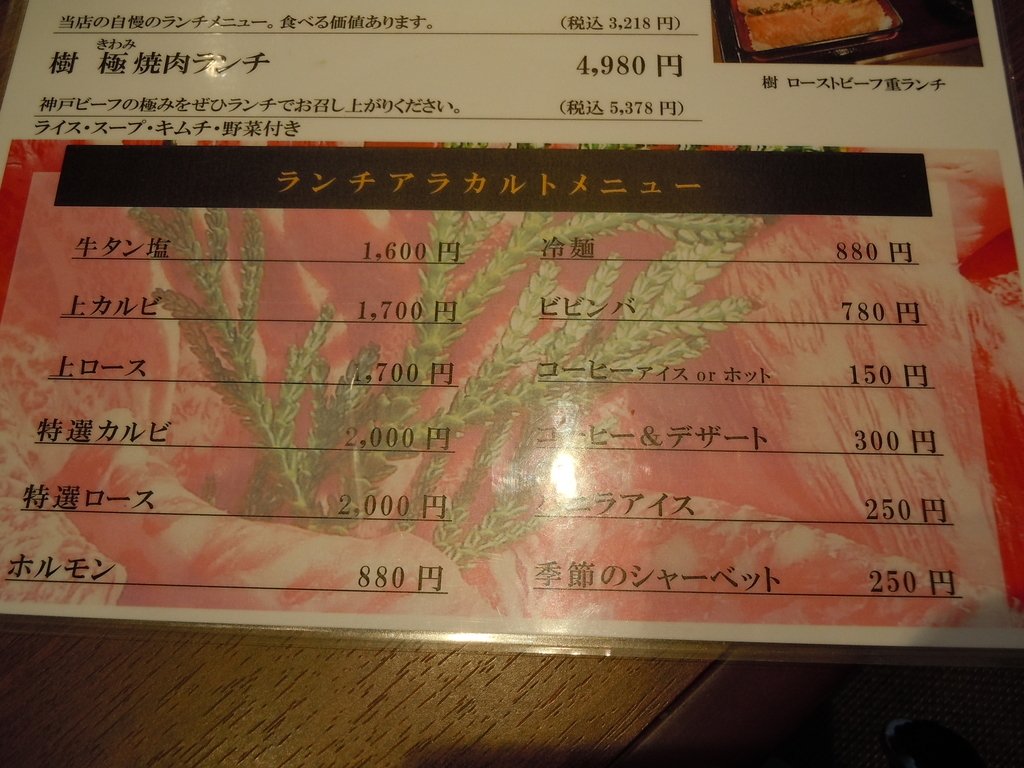 当店の自慢のランチメニュー。食べる価値あります。 (税込 3,218 円)
きわみ
樹 極 焼肉ランチ 4,980 円
神戸ビーフの極みをぜひランチでお召し上がりください。 (税込 5,378 円)
ライス・スープ・キムチ・野菜付き
樹 ローストビーフ重ランチ
ランチアラカルトメニュー
牛タン塩 1,600 円
上カルビ 1,700 円
上ロース 1,700 円
特選カルビ 2,000 円
特選ロース 2,000 円
ホルモン 880 円
冷麺 880 円
ビビンバ 780 円
コーヒーアイス or ホット 150 円
コーヒー＆デザート 300 円
バニラアイス 250 円
季節のシャーベット 250 円